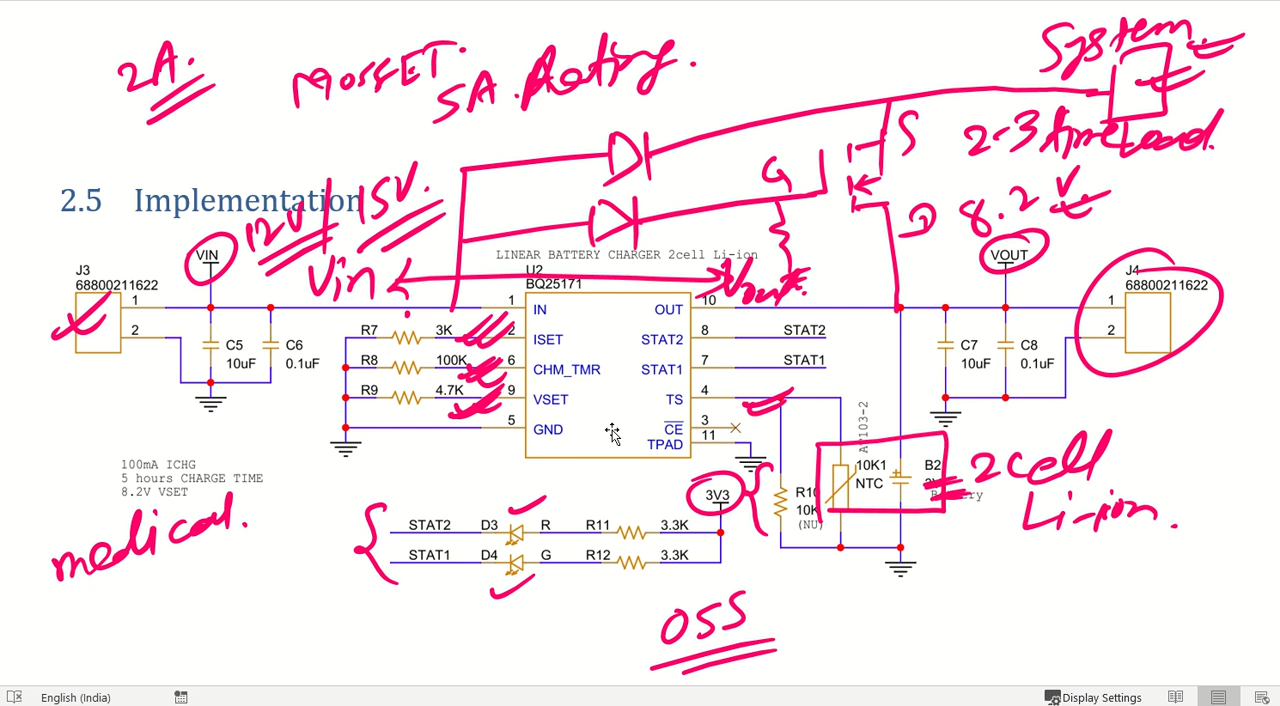 2A.
MOSFET.
5A. Rating.
System
2-3 time Load.
S
G
D
8.2 V
2.5 Implementation
12V / 15V.
Vin
Vout.
VIN
VOUT
LINEAR BATTERY CHARGER 2cell Li-ion
U2
BQ25171
J3
68800211622
1
2
C5
10uF
C6
0.1uF
R7 3K
R8 100K
R9 4.7K
1 IN
2 ISET
6 CHM_TMR
9 VSET
5 GND
OUT 10
STAT2 8 STAT2
STAT1 7 STAT1
TS 4
CE 3
TPAD 11
J4
68800211622
1
2
C7
10uF
C8
0.1uF
10K1
NTC
B2
Battery
2cell
Li-ion.
R10
10K
(NU)
3V3
100mA ICHG
5 hours CHARGE TIME
8.2V VSET
medical.
STAT2 D3 R R11 3.3K
STAT1 D4 G R12 3.3K
OSS
English (India)
Display Settings